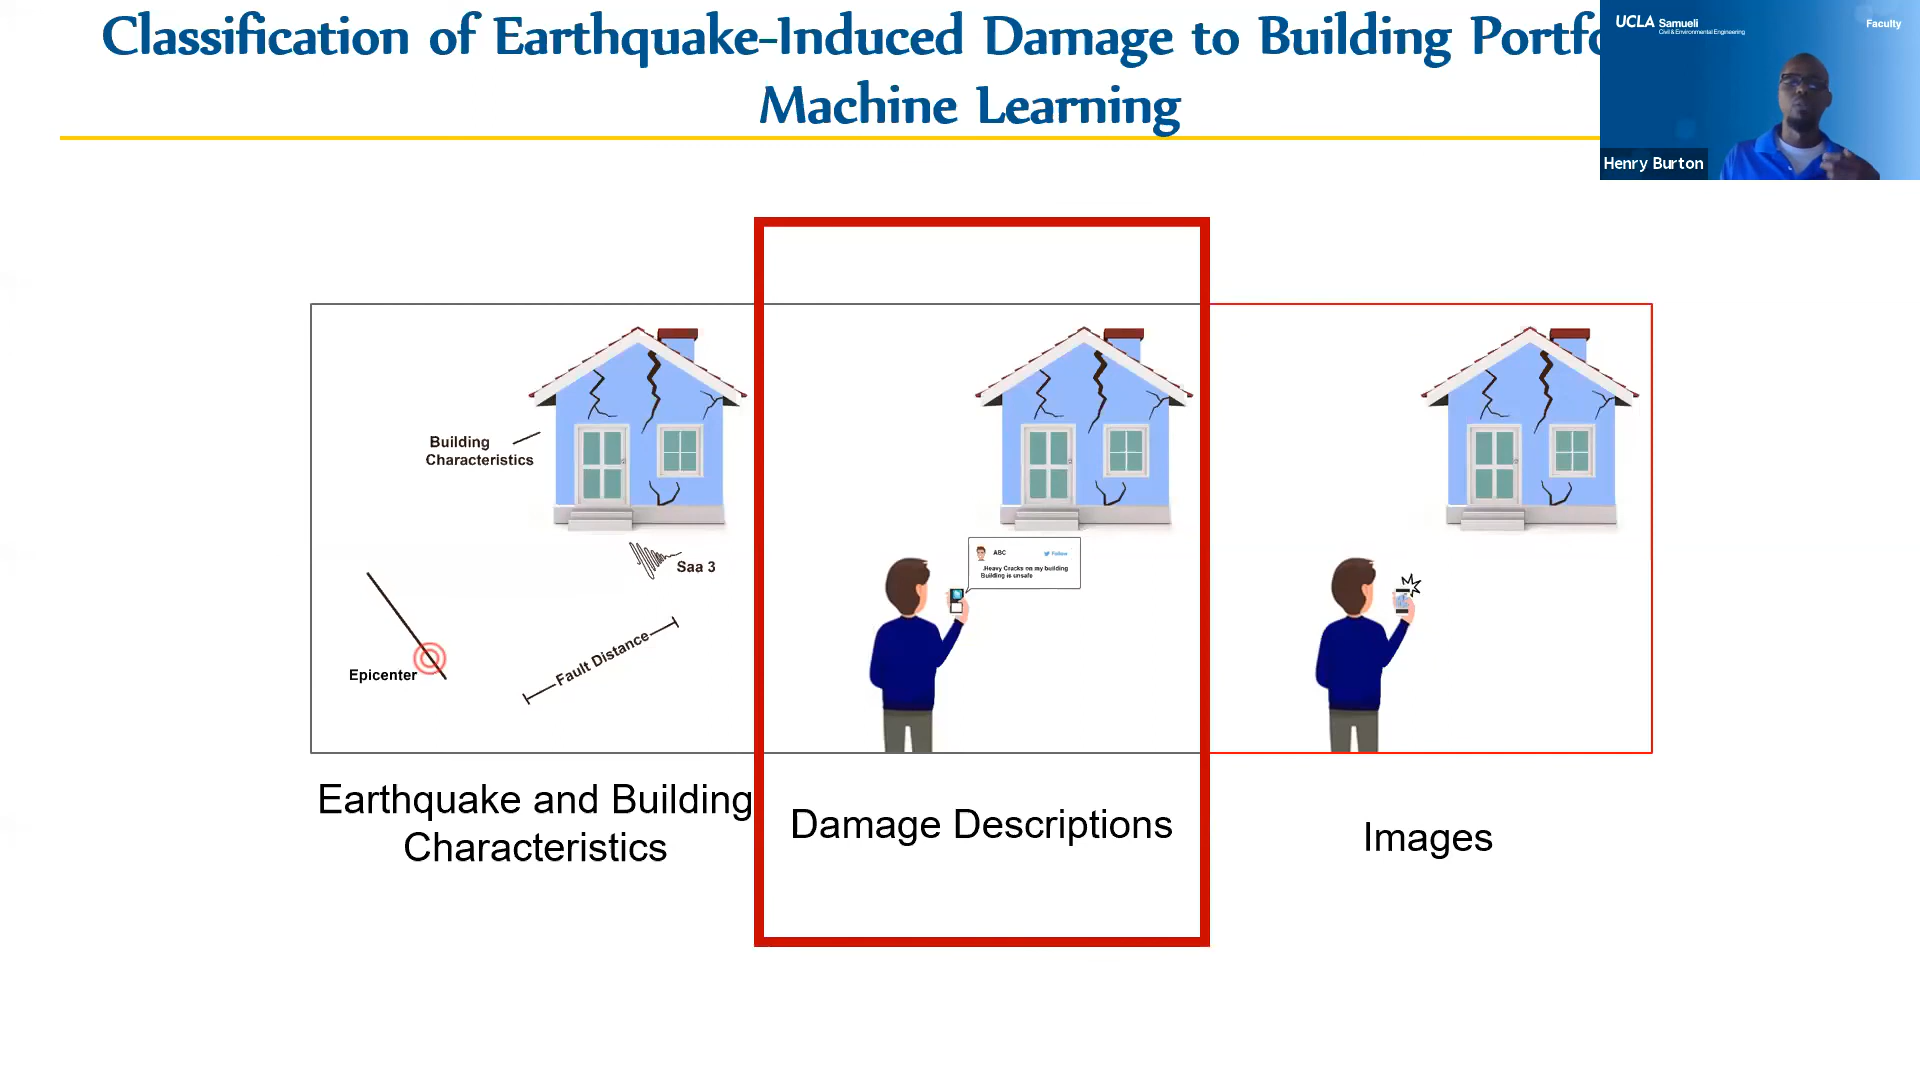 Classification of Earthquake-Induced Damage to Building
Machine Learning
UCLA Samueli
Civil & Environmental Engineering
Faculty
Henry Burton
Building
Characteristics
Saa 3
Fault Distance
Epicenter
ABC
Follow
.Heavy Cracks on my building
Building is unsafe
Earthquake and Building
Characteristics
Damage Descriptions
Images